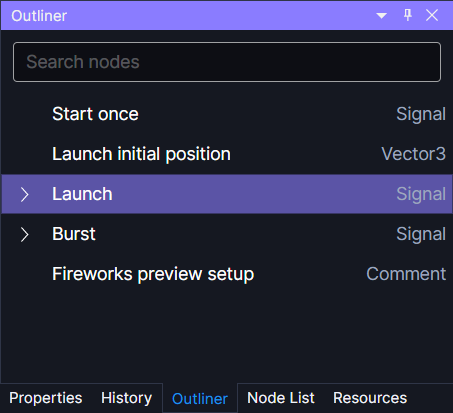 Outliner
Search nodes
Start once Signal
Launch initial position Vector3
Launch Signal
Burst Signal
Fireworks preview setup Comment
Properties History Outliner Node List Resources